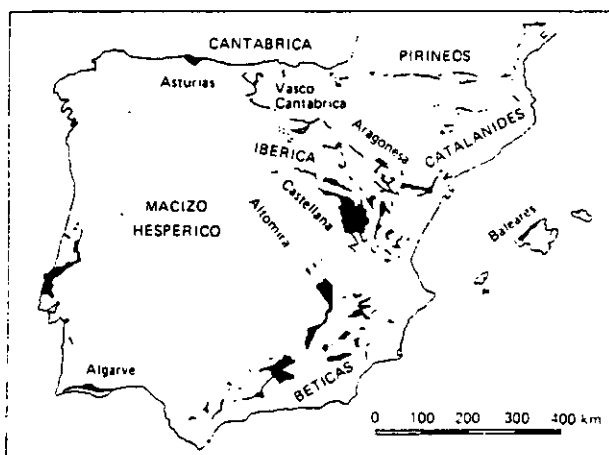 CANTABRICA
PIRINEOS
Asturias
Vasco
Cantabrica
Aragonesa
CATALANIDES
IBERICA
Castellana
MACIZO
HESPERICO
Altomira
Baleares
Algarve
BETICAS
0 100 200 300 400 km